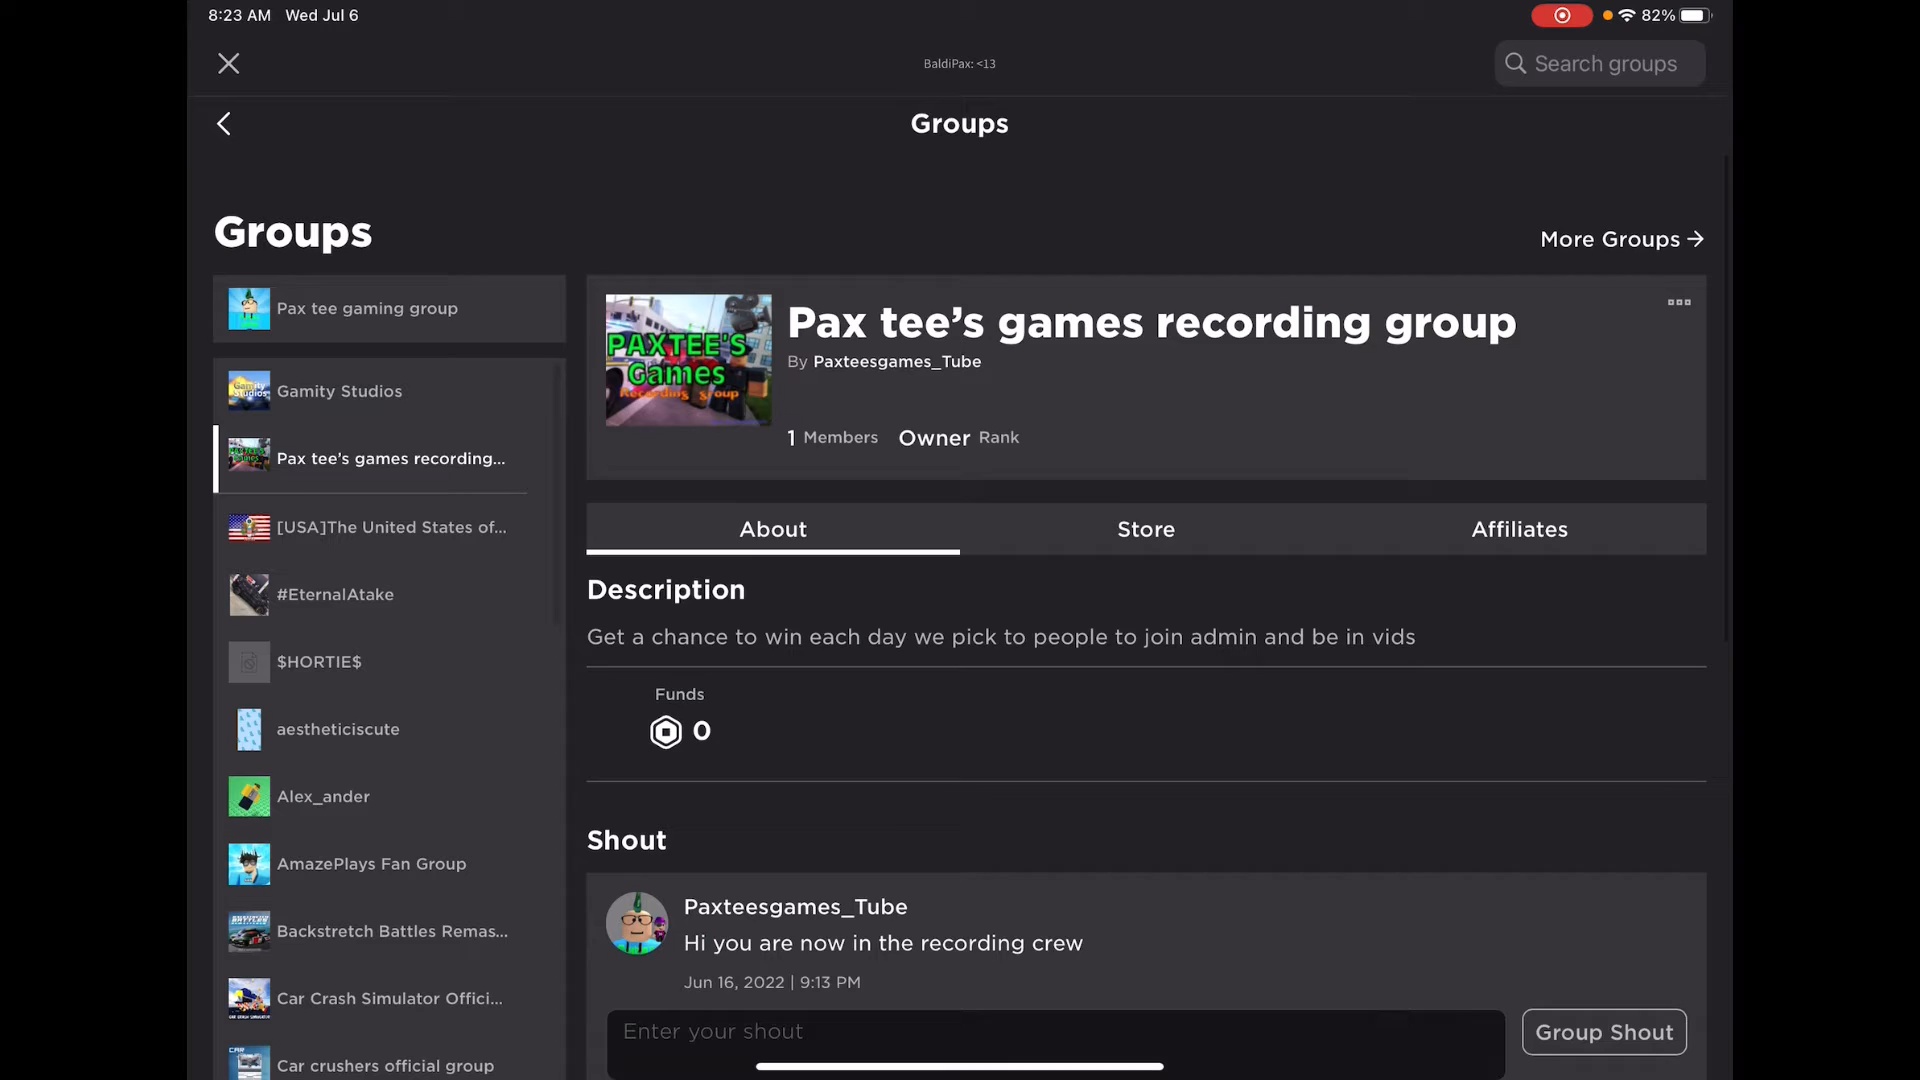 8:23 AM Wed Jul 6
82%
BaldiPax: <13
Search groups
Groups
Groups
More Groups →
Pax tee gaming group
Gamity Studios
Pax tee’s games recording...
[USA]The United States of...
#EternalAtake
$HORTIE$
aestheticiscute
Alex_ander
AmazePlays Fan Group
Backstretch Battles Remas...
Car Crash Simulator Offici...
Car crushers official group
PAXTEE'S
Games
Recording group
Pax tee’s games recording group
By Paxteesgames_Tube
1 Members Owner Rank
About Store Affiliates
Description
Get a chance to win each day we pick to people to join admin and be in vids
Funds
0
Shout
Paxteesgames_Tube
Hi you are now in the recording crew
Jun 16, 2022 | 9:13 PM
Enter your shout
Group Shout